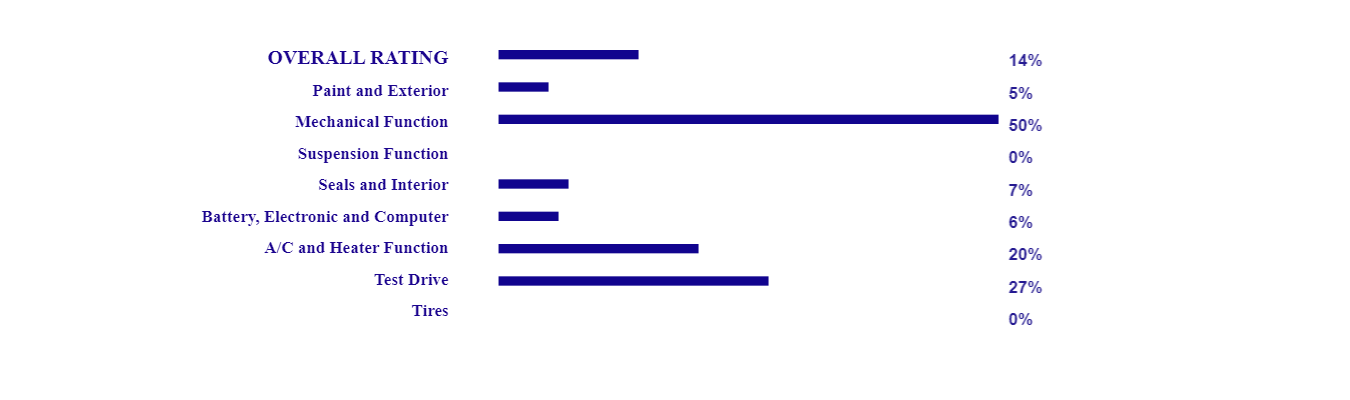 OVERALL RATING 14%
Paint and Exterior 5%
Mechanical Function 50%
Suspension Function 0%
Seals and Interior 7%
Battery, Electronic and Computer 6%
A/C and Heater Function 20%
Test Drive 27%
Tires 0%